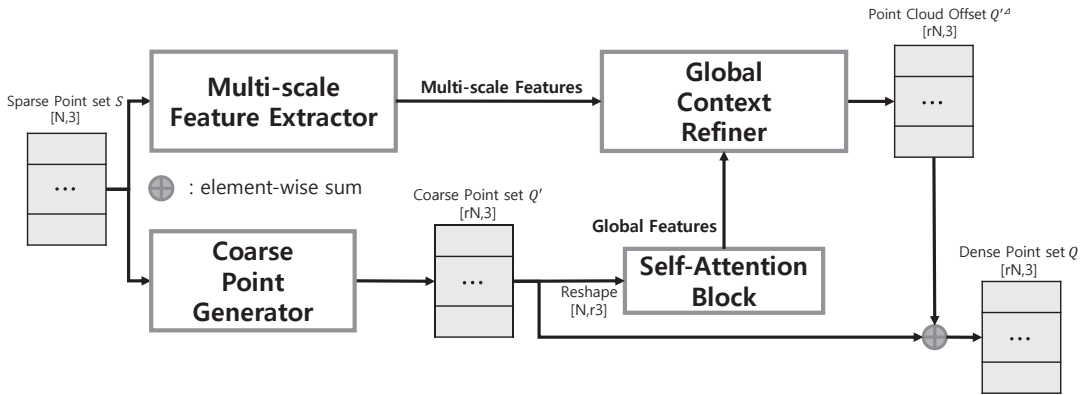 Point Cloud Offset Q′⊿
[rN,3]
...
Multi-scale
Feature Extractor
Multi-scale Features
Global
Context
Refiner
Sparse Point set S
[N,3]
...
: element-wise sum
Coarse Point set Q′
[rN,3]
...
Global Features
Coarse
Point
Generator
Reshape
[N,r3]
Self-Attention
Block
Dense Point set Q
[rN,3]
...